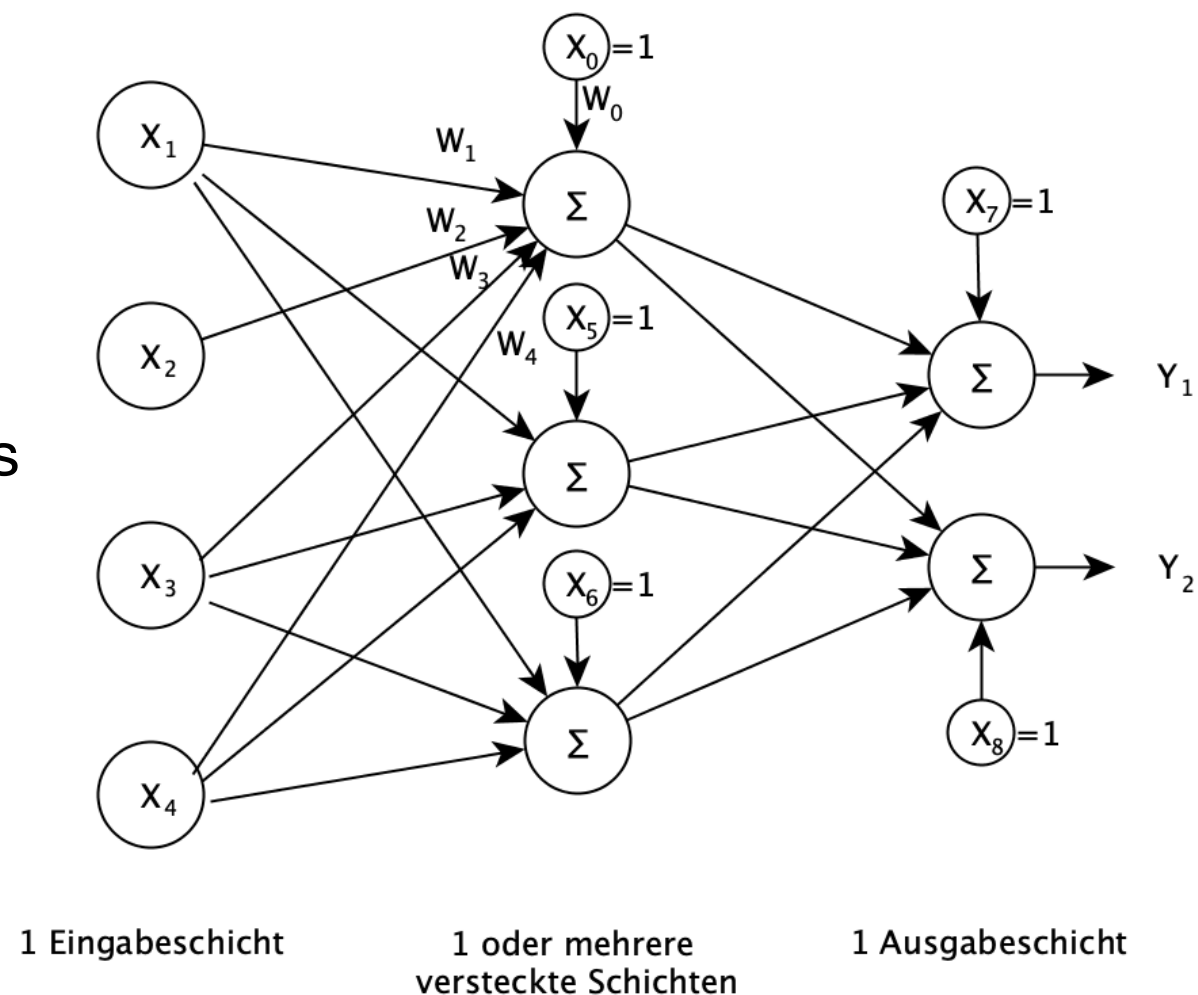 X₀=1
W₀
X₁
W₁
Σ
X₇=1
W₂
W₃
X₅=1
X₂
W₄
Σ
Y₁
s
Σ
X₃
X₆=1
Σ
Y₂
Σ
X₈=1
X₄
1 Eingabeschicht
1 oder mehrere
versteckte Schichten
1 Ausgabeschicht